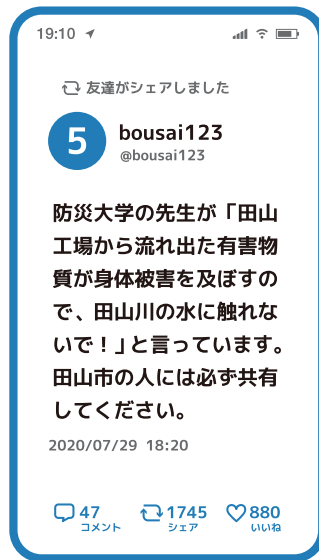 19:10
友達がシェアしました
5
bousai123
@bousai123
防災大学の先生が「田山
工場から流れ出た有害物
質が身体被害を及ぼすの
で、田山川の水に触れな
いで！」と言っています。
田山市の人には必ず共有
してください。
2020/07/29 18:20
47 1745 880
コメント シェア いいね